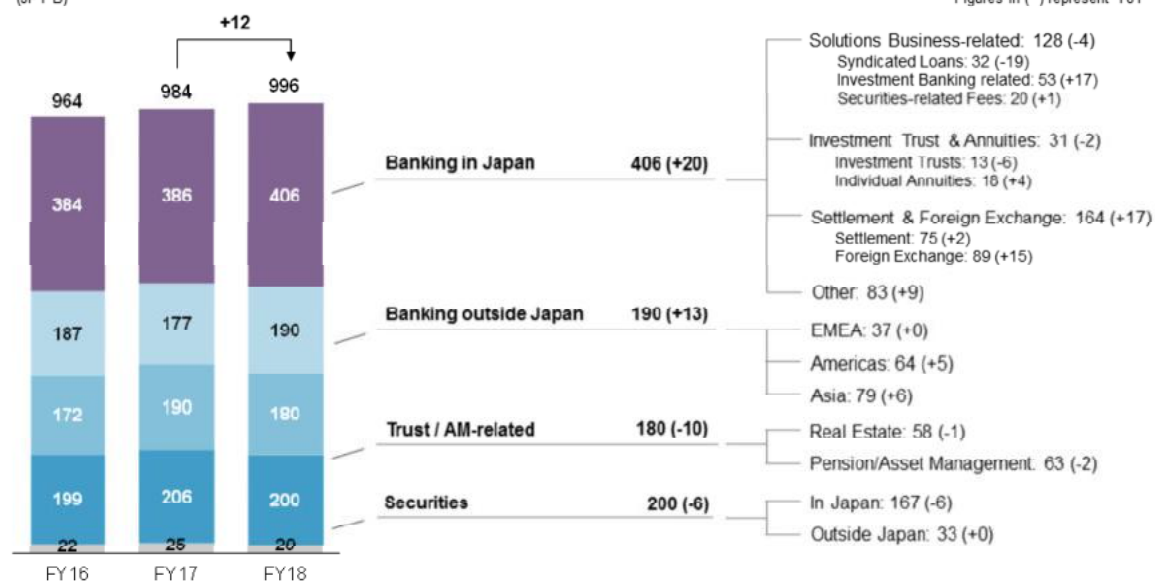 +12
964
984
996
384
386
406
187
177
190
172
190
180
199
206
200
22
25
20
FY16
FY17
FY18
Banking in Japan 406 (+20)
Banking outside Japan 190 (+13)
Trust / AM-related 180 (-10)
Securities 200 (-6)
Solutions Business-related: 128 (-4)
Syndicated Loans: 32 (-19)
Investment Banking related: 53 (+17)
Securities-related Fees: 20 (+1)
Investment Trust & Annuities: 31 (-2)
Investment Trusts: 13 (-6)
Individual Annuities: 18 (+4)
Settlement & Foreign Exchange: 164 (+17)
Settlement: 75 (+2)
Foreign Exchange: 89 (+15)
Other: 83 (+9)
EMEA: 37 (+0)
Americas: 64 (+5)
Asia: 79 (+6)
Real Estate: 58 (-1)
Pension/Asset Management: 63 (-2)
In Japan: 167 (-6)
Outside Japan: 33 (+0)